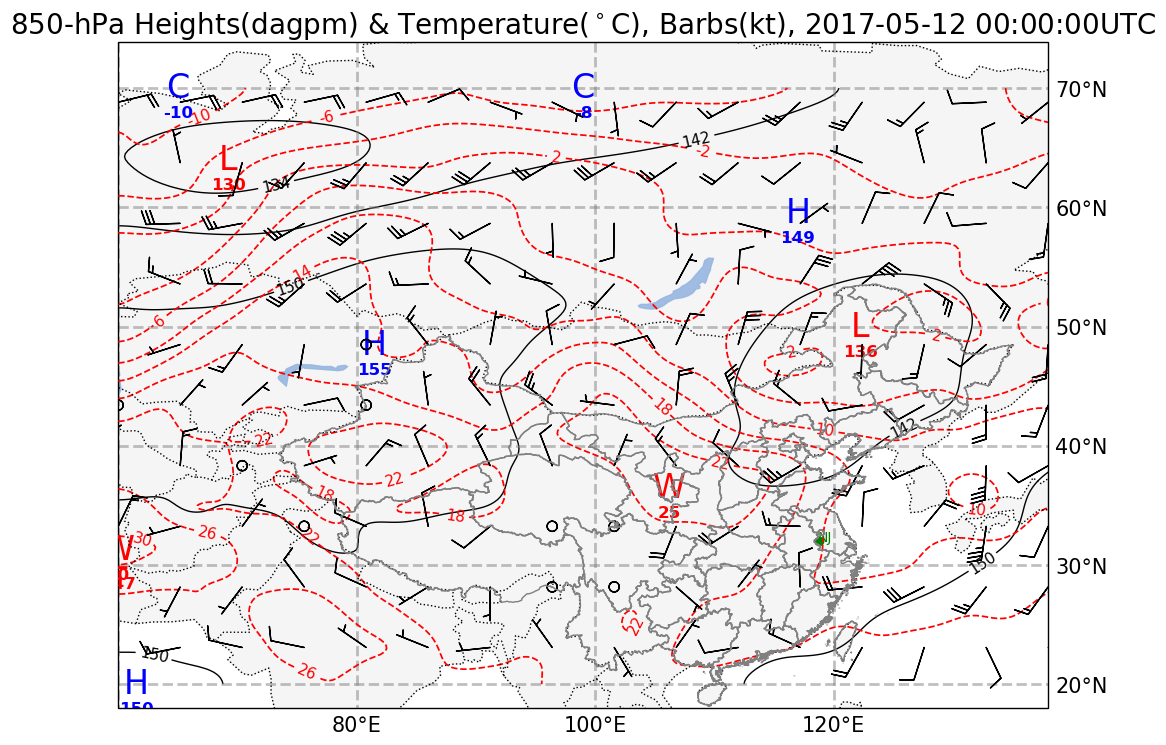 850-hPa Heights(dagpm) & Temperature(°C), Barbs(kt), 2017-05-12 00:00:00UTC
C
-10
C
-8
-10
-6
142
-2
70°N
L
130
134
2
60°N
H
149
14
150
6
50°N
H
155
L
136
-2
2
18
10
142
22
22
22
40°N
W
25
18
18
10
26
22
30
W
NJ
150
30°N
22
26
150
H
150
20°N
80°E
100°E
120°E